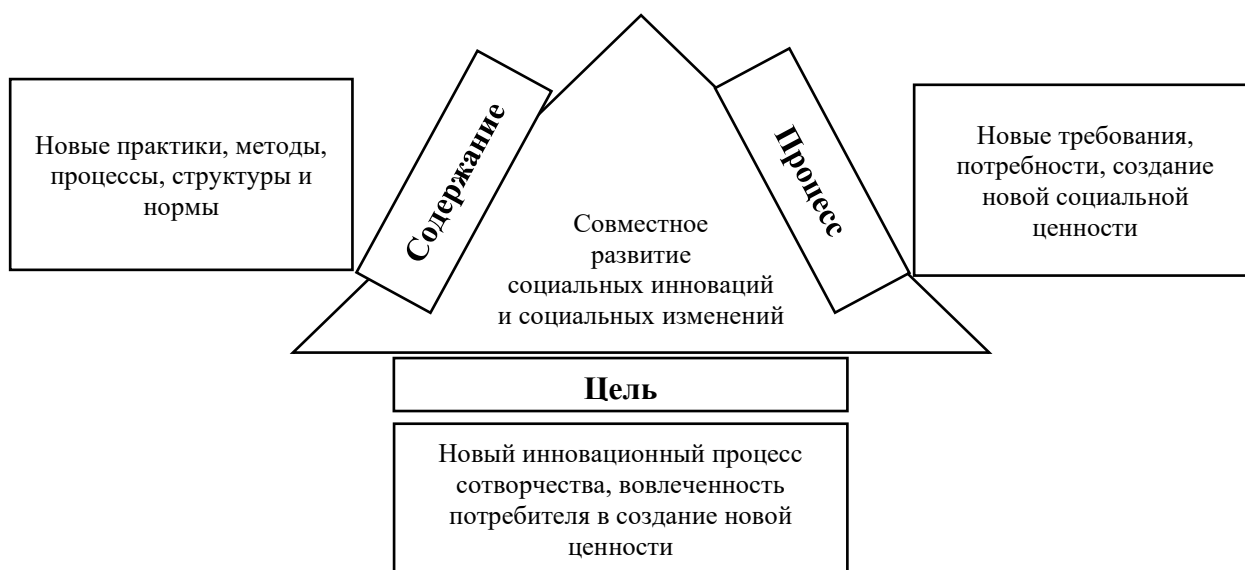 Новые практики, методы,
процессы, структуры и
нормы
Содержание
Совместное
развитие
социальных инноваций
и социальных изменений
Процесс
Новые требования,
потребности, создание
новой социальной
ценности
Цель
Новый инновационный процесс
сотворчества, вовлеченность
потребителя в создание новой
ценности